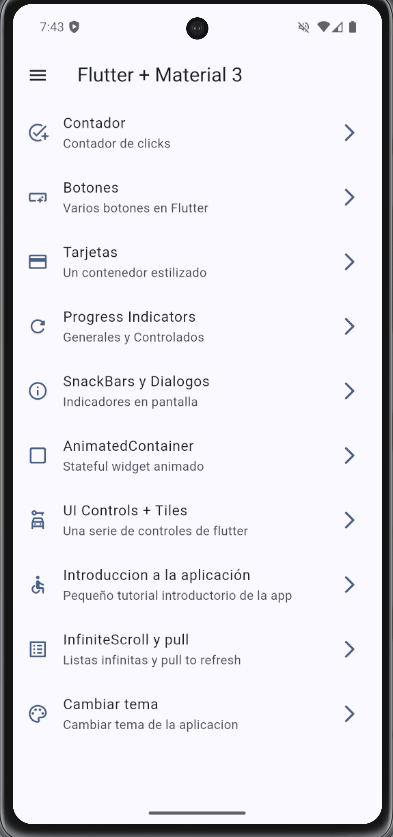 7:43
Flutter + Material 3
Contador
Contador de clicks
Botones
Varios botones en Flutter
Tarjetas
Un contenedor estilizado
Progress Indicators
Generales y Controlados
SnackBars y Dialogos
Indicadores en pantalla
AnimatedContainer
Stateful widget animado
UI Controls + Tiles
Una serie de controles de flutter
Introduccion a la aplicación
Pequeño tutorial introductorio de la app
InfiniteScroll y pull
Listas infinitas y pull to refresh
Cambiar tema
Cambiar tema de la aplicacion